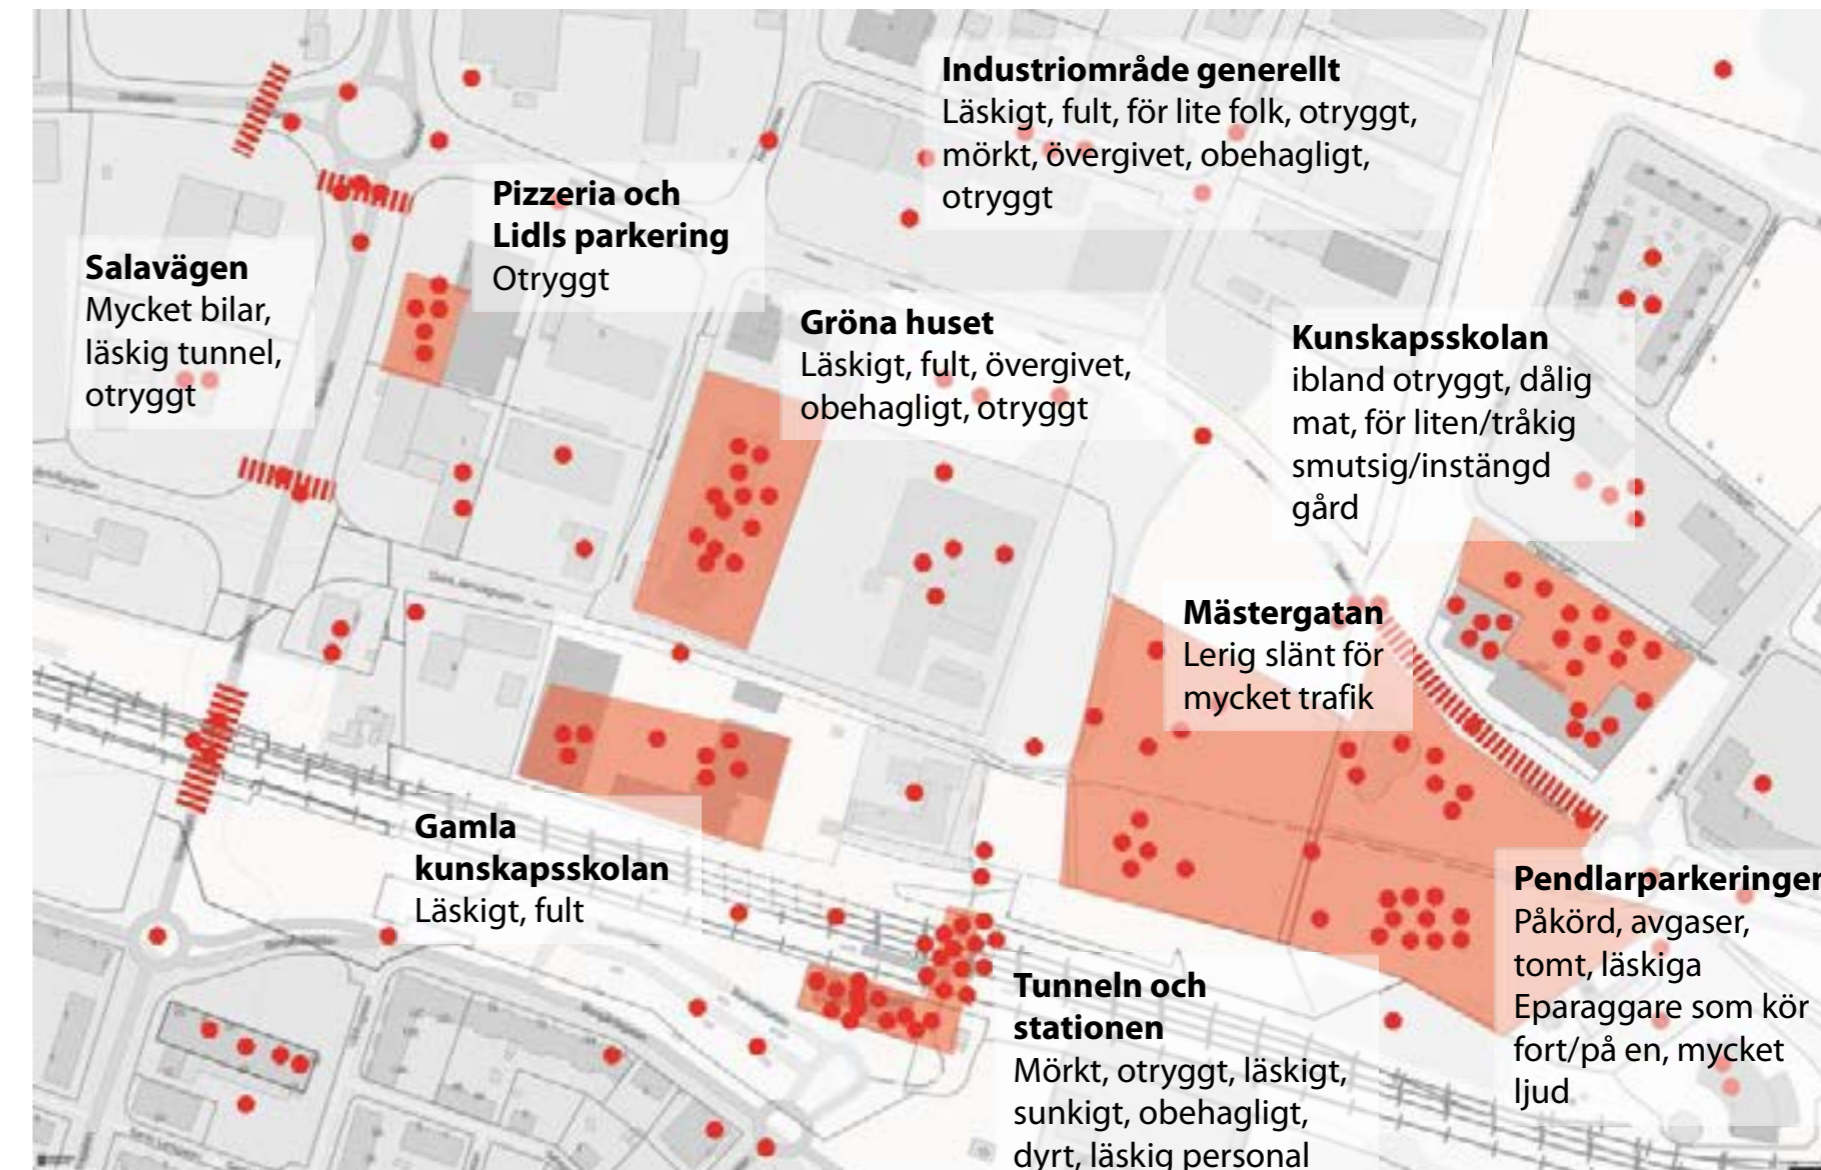 Industriområde generellt
Läskigt, fult, för lite folk, otryggt,
mörkt, övergivet, obehagligt,
otryggt
Pizzeria och
Lidls parkering
Otryggt
Salavägen
Mycket bilar,
läskig tunnel,
otryggt
Gröna huset
Läskigt, fult, övergivet,
obehagligt, otryggt
Kunskapsskolan
ibland otryggt, dålig
mat, för liten/tråkig
smutsig/instängd
gård
Mästergatan
Lerig slänt för
mycket trafik
Gamla
kunskapsskolan
Läskigt, fult
Pendlarparkeringen
Påkörd, avgaser,
tomt, läskiga
Eparaggare som kör
fort/på en, mycket
ljud
Tunneln och
stationen
Mörkt, otryggt, läskigt,
sunkigt, obehagligt,
dyrt, läskig personal